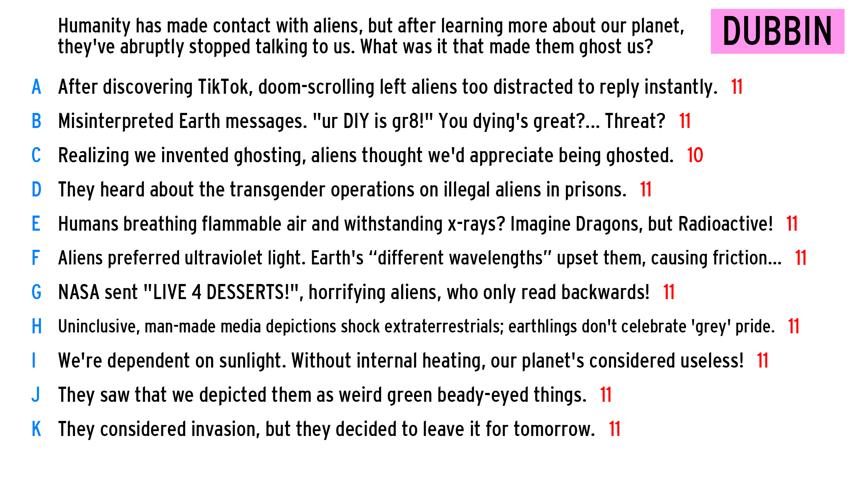 Humanity has made contact with aliens, but after learning more about our planet,
they've abruptly stopped talking to us. What was it that made them ghost us?
DUBBIN
A After discovering TikTok, doom-scrolling left aliens too distracted to reply instantly. 11
B Misinterpreted Earth messages. "ur DIY is gr8!" You dying's great?... Threat? 11
C Realizing we invented ghosting, aliens thought we'd appreciate being ghosted. 10
D They heard about the transgender operations on illegal aliens in prisons. 11
E Humans breathing flammable air and withstanding x-rays? Imagine Dragons, but Radioactive! 11
F Aliens preferred ultraviolet light. Earth's “different wavelengths” upset them, causing friction... 11
G NASA sent "LIVE 4 DESSERTS!", horrifying aliens, who only read backwards! 11
H Uninclusive, man-made media depictions shock extraterrestrials; earthlings don't celebrate 'grey' pride. 11
I We're dependent on sunlight. Without internal heating, our planet's considered useless! 11
J They saw that we depicted them as weird green beady-eyed things. 11
K They considered invasion, but they decided to leave it for tomorrow. 11